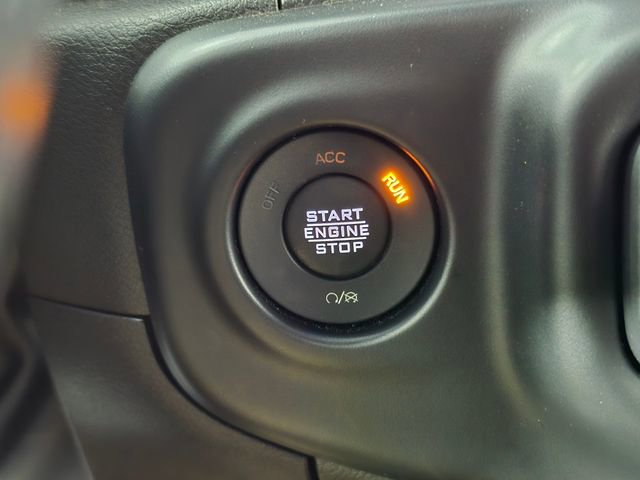 ACC
OFF
RUN
START
ENGINE
STOP
/